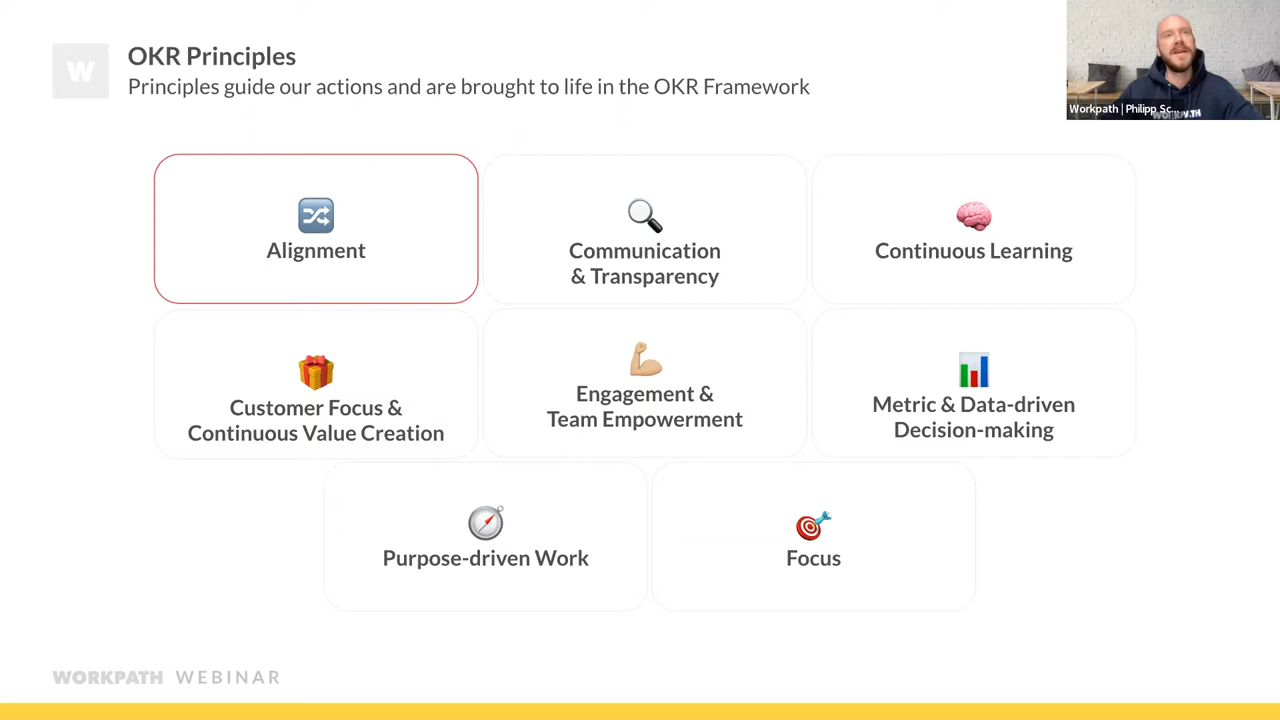 W
OKR Principles
Principles guide our actions and are brought to life in the OKR Framework
Workpath | Philipp Sc...
WORKPATH
Alignment
Communication
& Transparency
Continuous Learning
Customer Focus &
Continuous Value Creation
Engagement &
Team Empowerment
Metric & Data-driven
Decision-making
Purpose-driven Work
Focus
WORKPATH WEBINAR